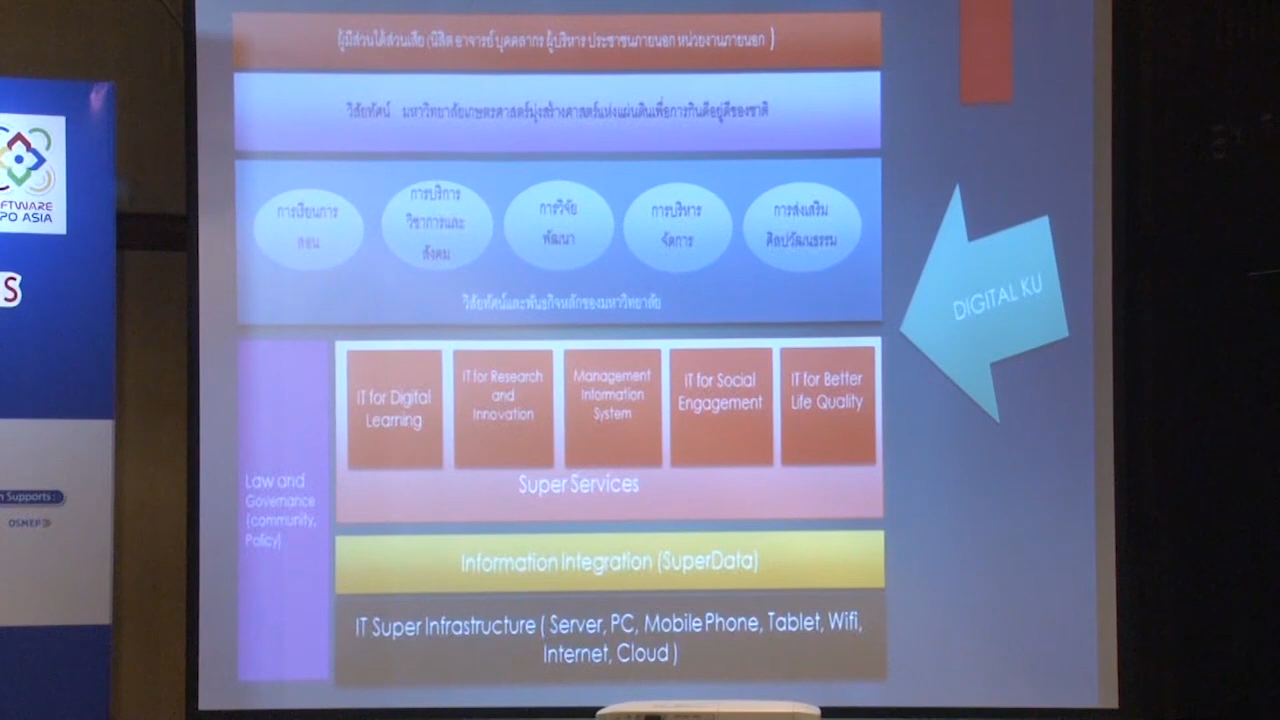 ผู้มีส่วนได้ส่วนเสีย (นิสิต อาจารย์ บุคคลากร ผู้บริหาร ประชาชนภายนอก หน่วยงานภายนอก )
วิสัยทัศน์ มหาวิทยาลัยเกษตรศาสตร์มุ่งสร้างศาสตร์แห่งแผ่นดินเพื่อการกินดีอยู่ดีของชาติ
การเรียนการ
สอน
การบริการ
วิชาการและ
สังคม
การวิจัย
พัฒนา
การบริหาร
จัดการ
การส่งเสริม
ศิลปวัฒนธรรม
วิสัยทัศน์และพันธกิจหลักของมหาวิทยาลัย
DIGITAL KU
IT for Digital
Learning
IT for Research
and
Innovation
Management
Information
System
IT for Social
Engagement
IT for Better
Life Quality
Super Services
Law and
Governance
(community,
Policy)
Information Integration (SuperData)
IT Super Infrastructure ( Server, PC, Mobile Phone, Tablet, Wifi,
Internet, Cloud )
FTWARE
PO ASIA
S
n Supports :
OSMEP